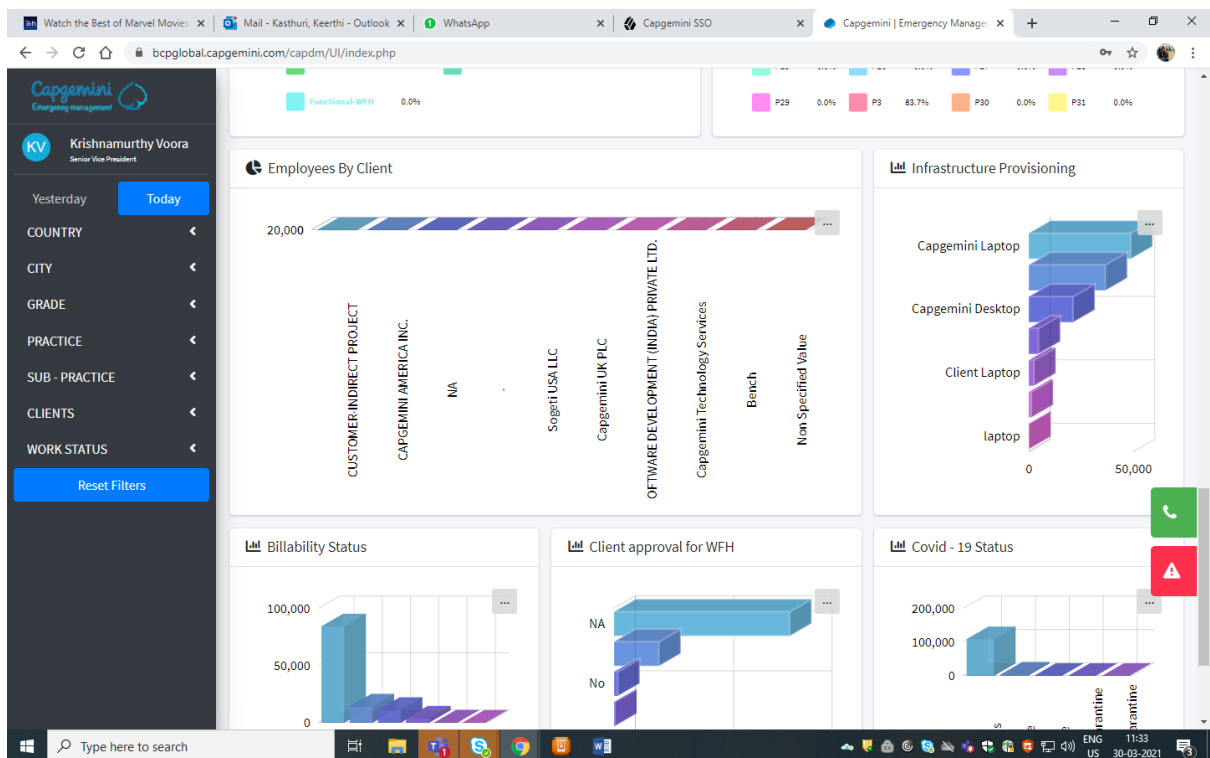 Watch the Best of Marvel Movies
Mail - Kasthuri, Keerthi - Outlook
WhatsApp
Capgemini SSO
Capgemini | Emergency Manage
bcpglobal.capgemini.com/capdm/UI/index.php
Capgemini
Emergency management
KV
Krishnamurthy Voora
Senior Vice President
Yesterday
Today
COUNTRY
CITY
GRADE
PRACTICE
SUB - PRACTICE
CLIENTS
WORK STATUS
Reset Filters
Functional-WFH 0.0%
P29 0.0% P3 83.7% P30 0.0% P31 0.0%
Employees By Client
20,000
...
CUSTOMER INDIRECT PROJECT
CAPGEMINI AMERICA INC.
NA
.
Sogeti USA LLC
Capgemini UK PLC
OFTWARE DEVELOPMENT (INDIA) PRIVATE LTD.
Capgemini Technology Services
Bench
Non Specified Value
Infrastructure Provisioning
...
Capgemini Laptop
Capgemini Desktop
Client Laptop
laptop
0 50,000
Billability Status
...
100,000
50,000
0
Client approval for WFH
...
NA
No
Covid - 19 Status
...
200,000
100,000
0
Type here to search
ENG
US
11:33
30-03-2021